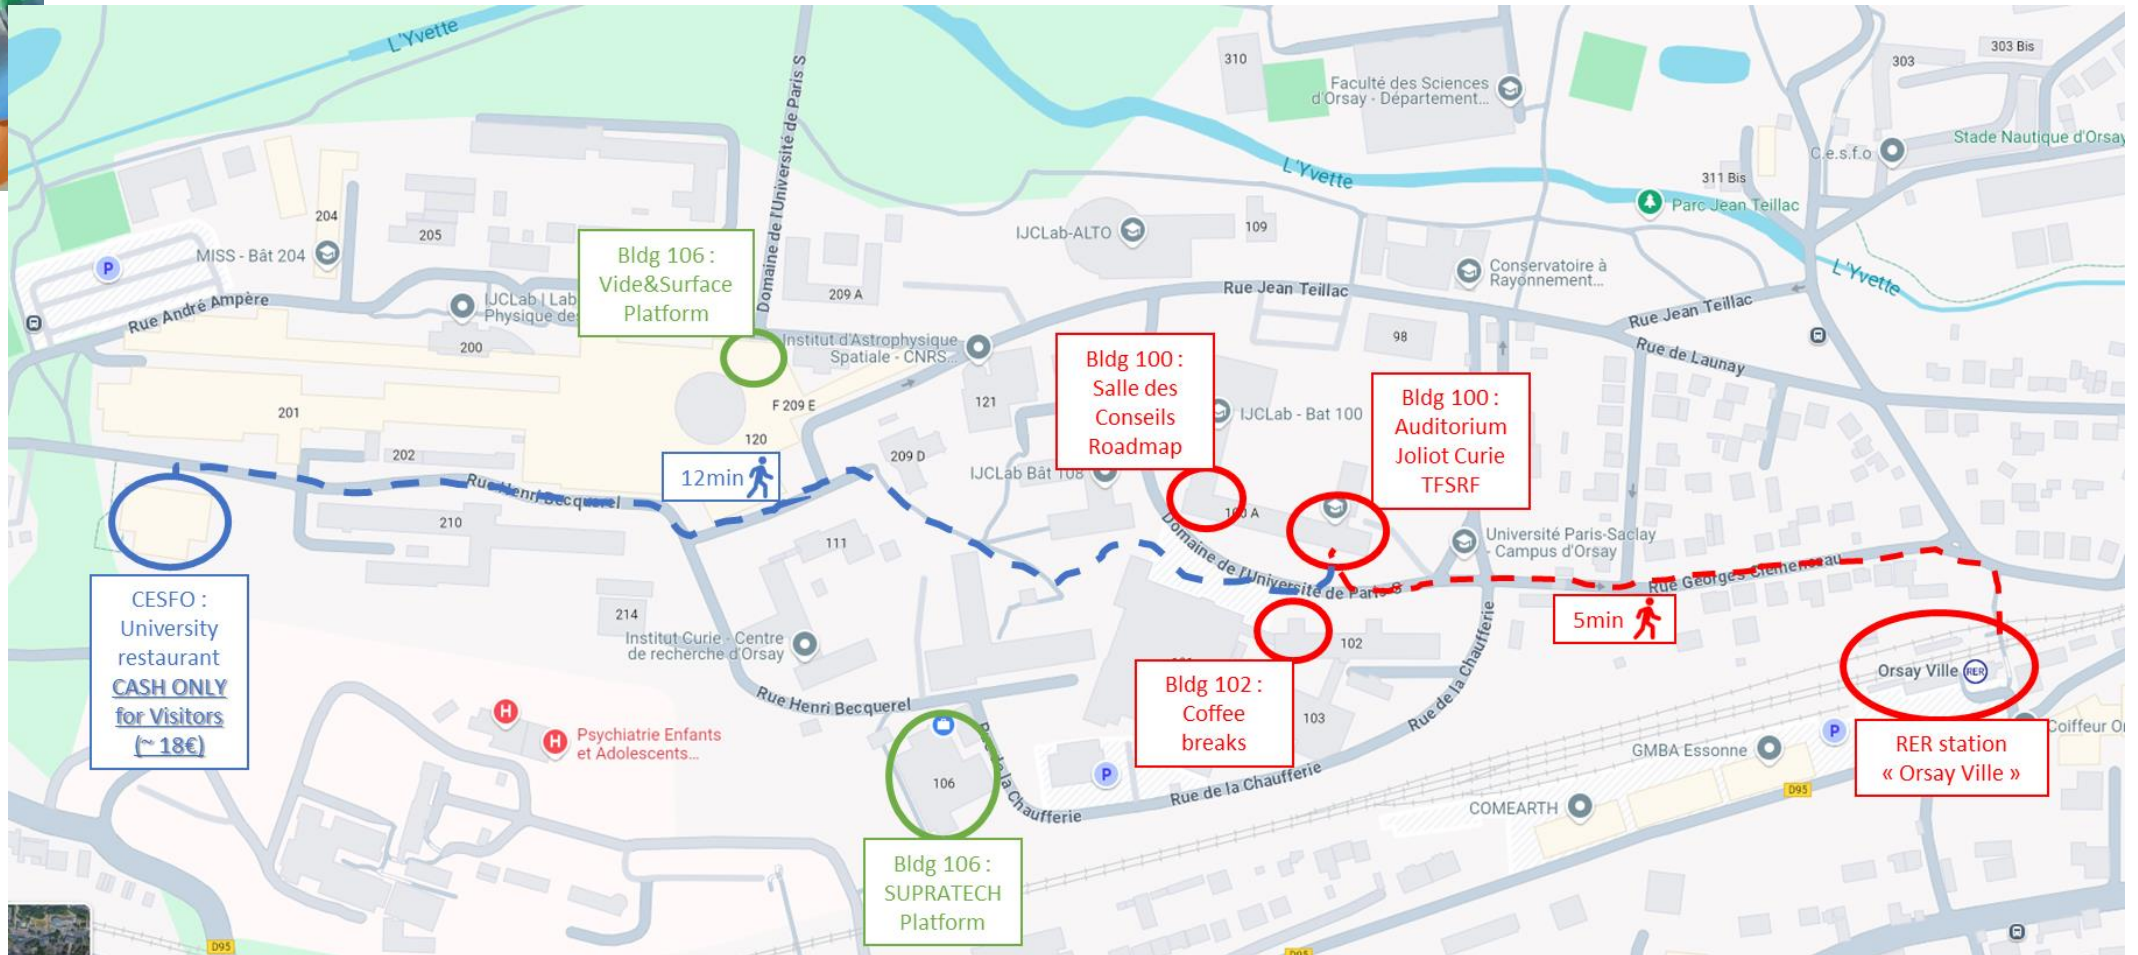 L'Yvette
310
303 Bis
303
Faculté des Sciences
d'Orsay - Département...
Stade Nautique d'Orsay
C.e.s.f.o
Domaine de l'Université de Paris S
L'Yvette
311 Bis
Parc Jean Teillac
204
205
MISS - Bât 204
IJCLab-ALTO
109
P
Bldg 106 :
Vide&Surface
Platform
Conservatoire à
Rayonnement...
L'Yvette
IJCLab | Lab
Physique de
209 A
Rue Jean Teillac
Rue André Ampère
Rue Jean Teillac
200
Institut d'Astrophysique
Spatiale - CNRS...
98
Rue de Launay
Bldg 100 :
Salle des
Conseils
Roadmap
Bldg 100 :
Auditorium
Joliot Curie
TFSRF
201
F 209 E
121
IJCLab - Bat 100
120
202
209 D
IJCLab Bât 108
12min
Rue Henri Becquerel
210
100 A
111
Domaine de l'Université de Paris S
Université Paris-Saclay
- Campus d'Orsay
Rue Georges Clemenceau
CESFO :
University
restaurant
CASH ONLY
for Visitors
(~ 18€)
214
5min
Institut Curie - Centre
de recherche d'Orsay
102
Rue de la Chaufferie
Orsay Ville
RER
Rue Henri Becquerel
Bldg 102 :
Coffee
breaks
103
H
H
Psychiatrie Enfants
et Adolescents...
Rue de la Chaufferie
P
Coiffeur O
GMBA Essonne
RER station
« Orsay Ville »
106
P
Rue de la Chaufferie
D95
COMEARTH
Bldg 106 :
SUPRATECH
Platform
D95
D95